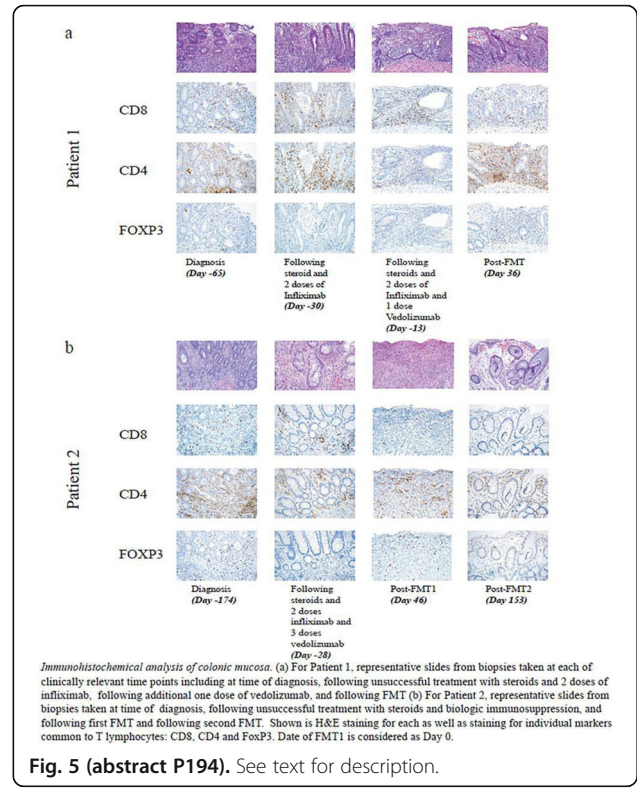 a
Patient 1
CD8
CD4
FOXP3
Diagnosis
(Day -65)
Following
steroid and
2 doses of
Infliximab
(Day -30)
Following
steroids and
2 doses of
Infliximab and
1 dose
Vedolizumab
(Day -13)
Post-FMT
(Day 36)
b
Patient 2
CD8
CD4
FOXP3
Diagnosis
(Day -174)
Following
steroids and
2 doses
infliximab and
3 doses
vedolizumab
(Day -28)
Post-FMT1
(Day 46)
Post-FMT2
(Day 153)
Immunohistochemical analysis of colonic mucosa. (a) For Patient 1, representative slides from biopsies taken at each of
clinically relevant time points including at time of diagnosis, following unsuccessful treatment with steroids and 2 doses of
infliximab, following additional one dose of vedolizumab, and following FMT (b) For Patient 2, representative slides from
biopsies taken at time of diagnosis, following unsuccessful treatment with steroids and biologic immunosuppression, and
following first FMT and following second FMT. Shown is H&E staining for each as well as staining for individual markers
common to T lymphocytes: CD8, CD4 and FoxP3. Date of FMT1 is considered as Day 0.
Fig. 5 (abstract P194). See text for description.